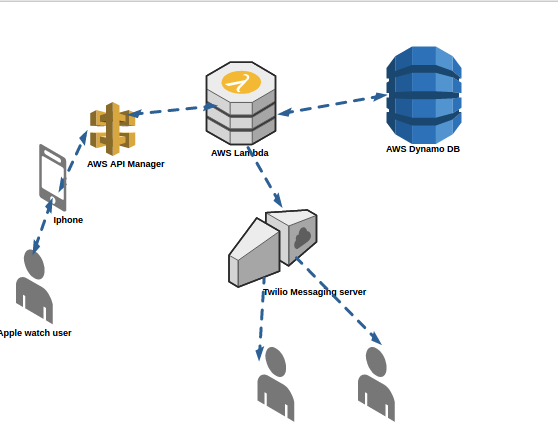 AWS API Manager
AWS Lambda
AWS Dynamo DB
Iphone
Apple watch user
Twilio Messaging server